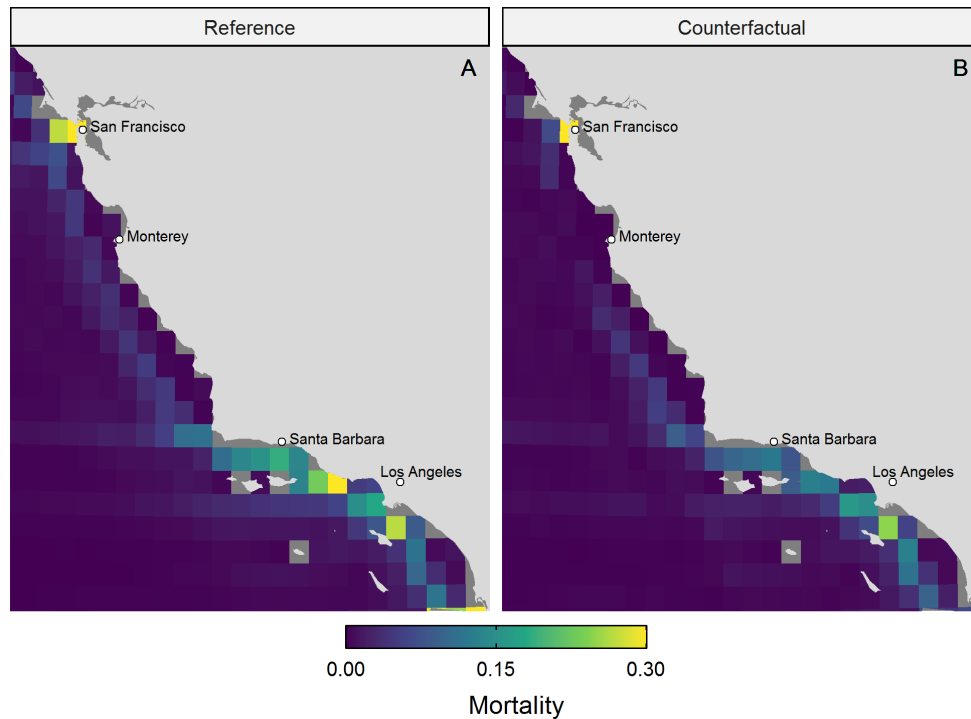 Reference
Counterfactual
A
B
San Francisco
San Francisco
Monterey
Monterey
Santa Barbara
Santa Barbara
Los Angeles
Los Angeles
0.00
0.15
0.30
Mortality